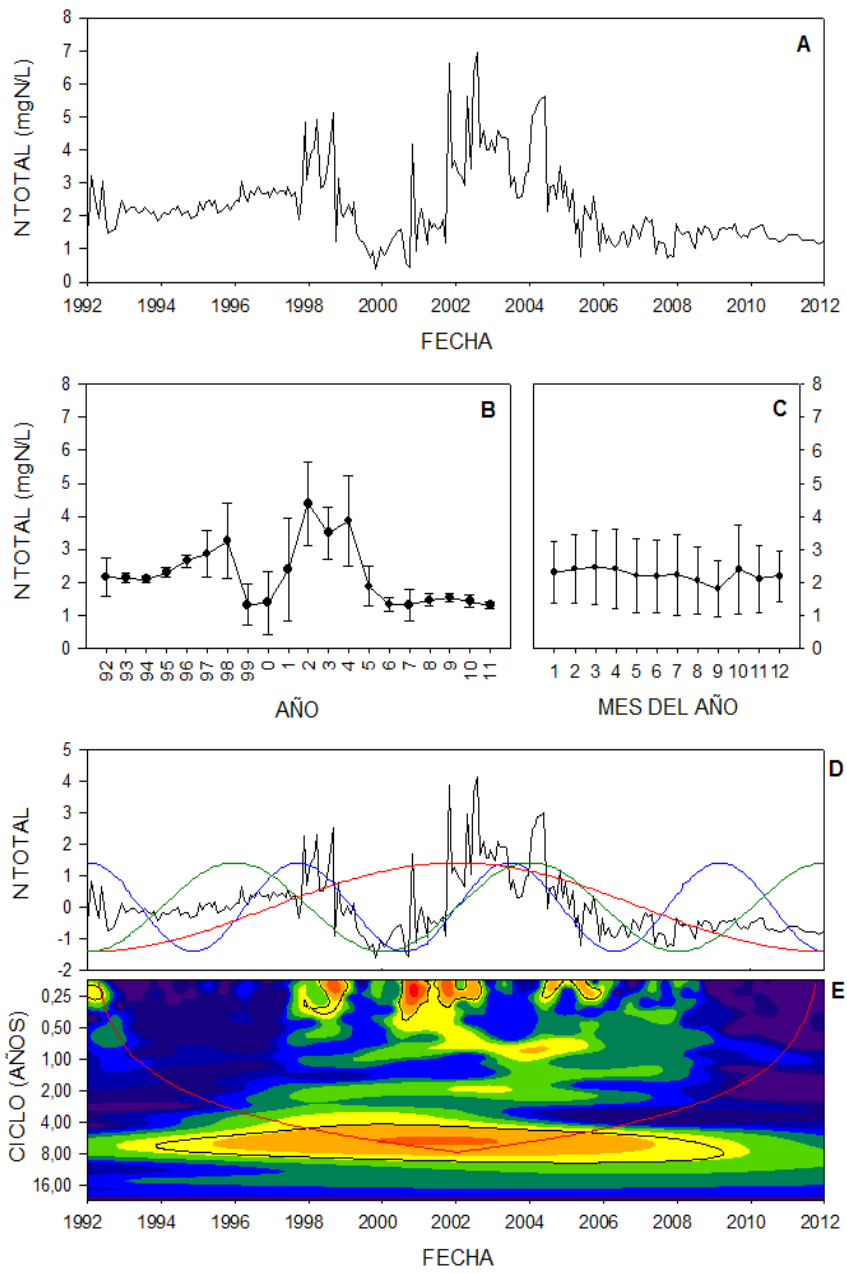 A
NTOTAL (mgN/L)
8
7
6
5
4
3
2
1
0
1992 1994 1996 1998 2000 2002 2004 2006 2008 2010 2012
FECHA
B
NTOTAL (mgN/L)
8
7
6
5
4
3
2
1
0
92 93 94 95 96 97 98 99 0 1 2 3 4 5 6 7 8 9 10 11
AÑO
C
8
7
6
5
4
3
2
1
0
1 2 3 4 5 6 7 8 9 10 11 12
MES DEL AÑO
D
NTOTAL
5
4
3
2
1
0
-1
-2
E
CICLO (AÑOS)
0,25
0,50
1,00
2,00
4,00
8,00
16,00
1992 1994 1996 1998 2000 2002 2004 2006 2008 2010 2012
FECHA